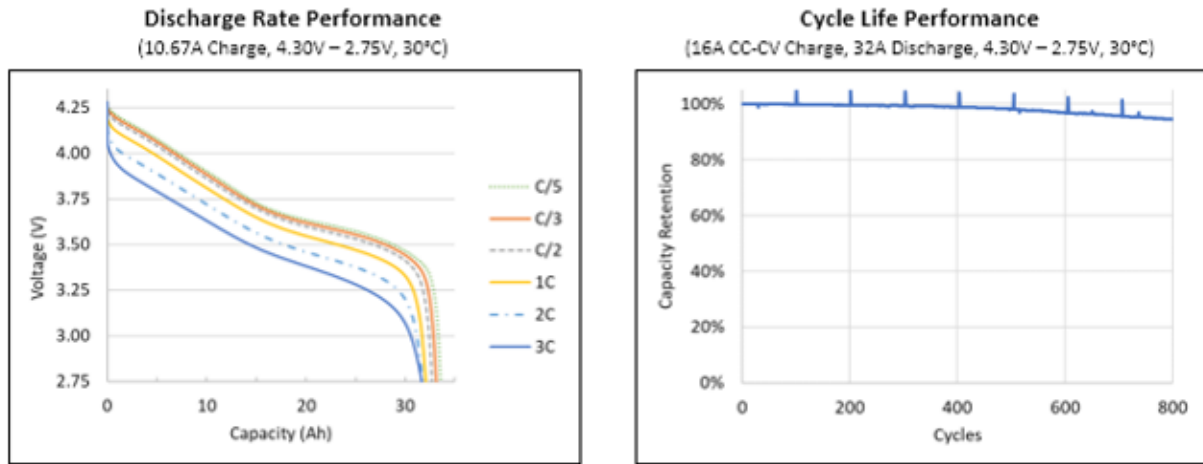 Discharge Rate Performance
(10.67A Charge, 4.30V – 2.75V, 30°C)
4.25
4.00
3.75
3.50
3.25
3.00
2.75
Voltage (V)
0
10
20
30
Capacity (Ah)
C/5
C/3
C/2
1C
2C
3C
Cycle Life Performance
(16A CC-CV Charge, 32A Discharge, 4.30V – 2.75V, 30°C)
100%
80%
60%
40%
20%
0%
Capacity Retention
0
200
400
600
800
Cycles